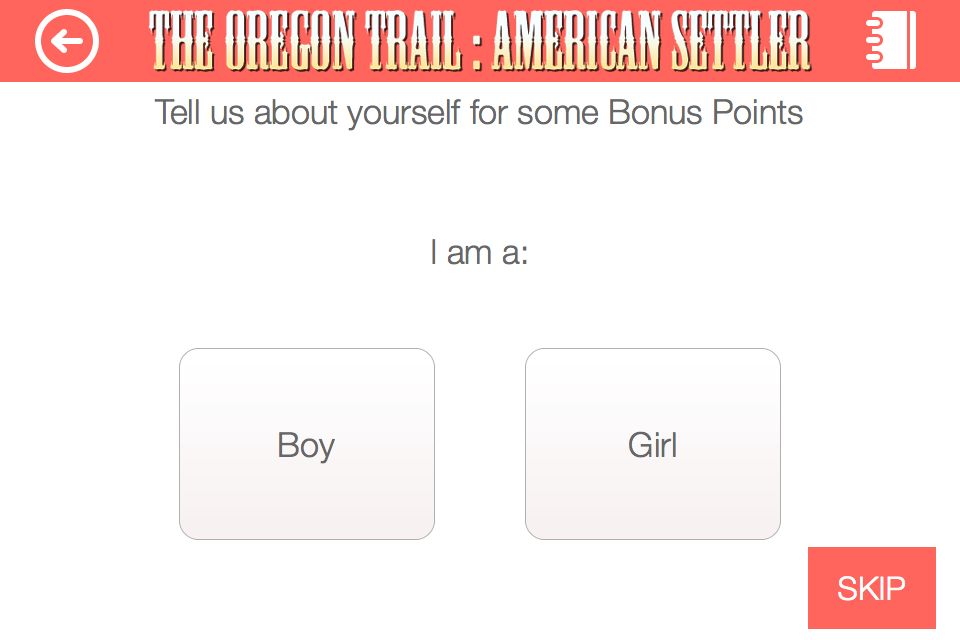 THE OREGON TRAIL : AMERICAN SETTLER
Tell us about yourself for some Bonus Points
I am a:
Boy
Girl
SKIP